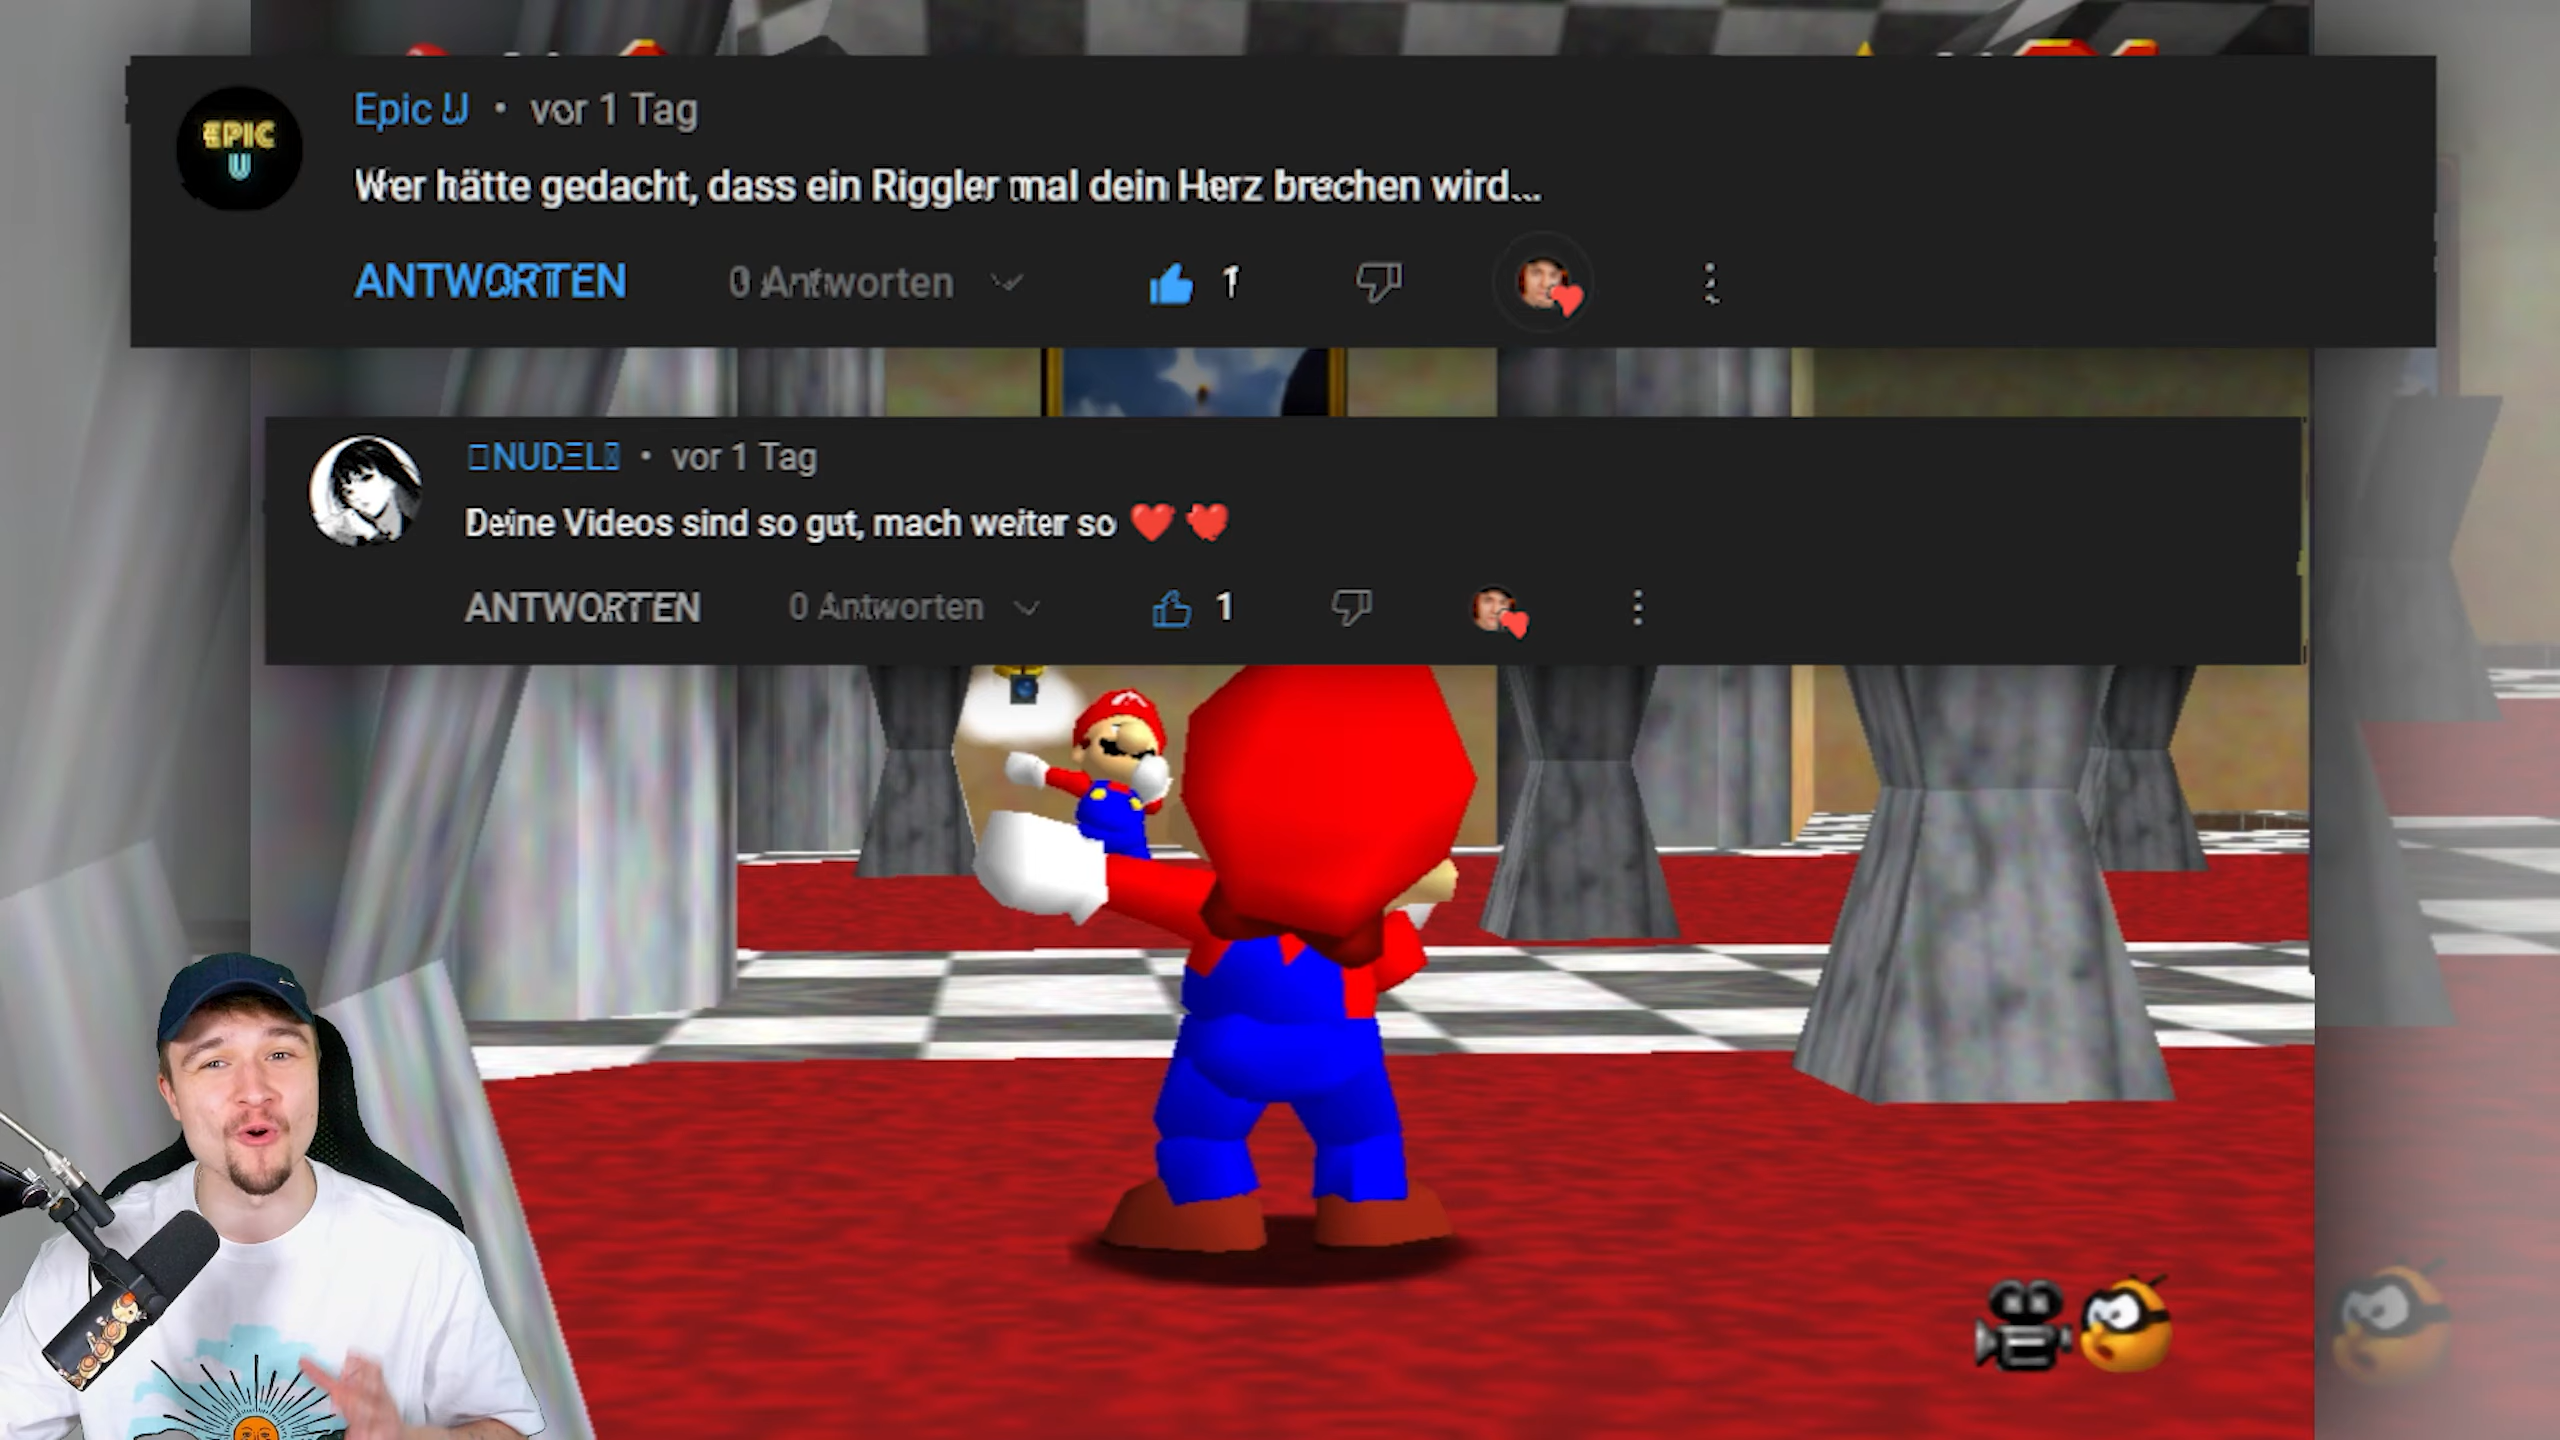 EPIC
U
Epic U • vor 1 Tag
Wer hätte gedacht, dass ein Riggler mal dein Herz brechen wird...
ANTWORTEN 0 Antworten 1
NUDEL • vor 1 Tag
Deine Videos sind so gut, mach weiter so ❤️ ❤️
ANTWORTEN 0 Antworten 1
M